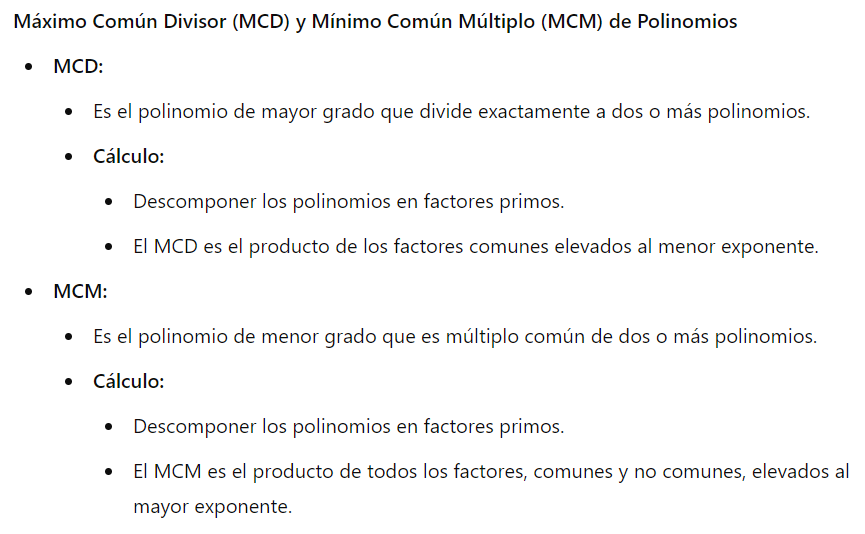 Máximo Común Divisor (MCD) y Mínimo Común Múltiplo (MCM) de Polinomios
• MCD:
• Es el polinomio de mayor grado que divide exactamente a dos o más polinomios.
• Cálculo:
• Descomponer los polinomios en factores primos.
• El MCD es el producto de los factores comunes elevados al menor exponente.
• MCM:
• Es el polinomio de menor grado que es múltiplo común de dos o más polinomios.
• Cálculo:
• Descomponer los polinomios en factores primos.
• El MCM es el producto de todos los factores, comunes y no comunes, elevados al
mayor exponente.